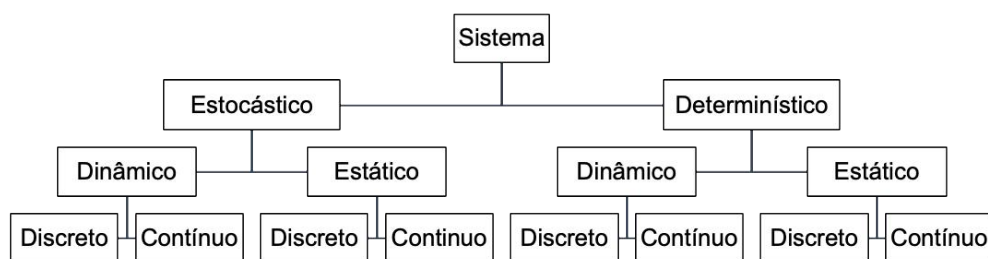 Sistema
Estocástico Determinístico
Dinâmico Estático Dinâmico Estático
Discreto Contínuo Discreto Continuo Discreto Contínuo Discreto Contínuo